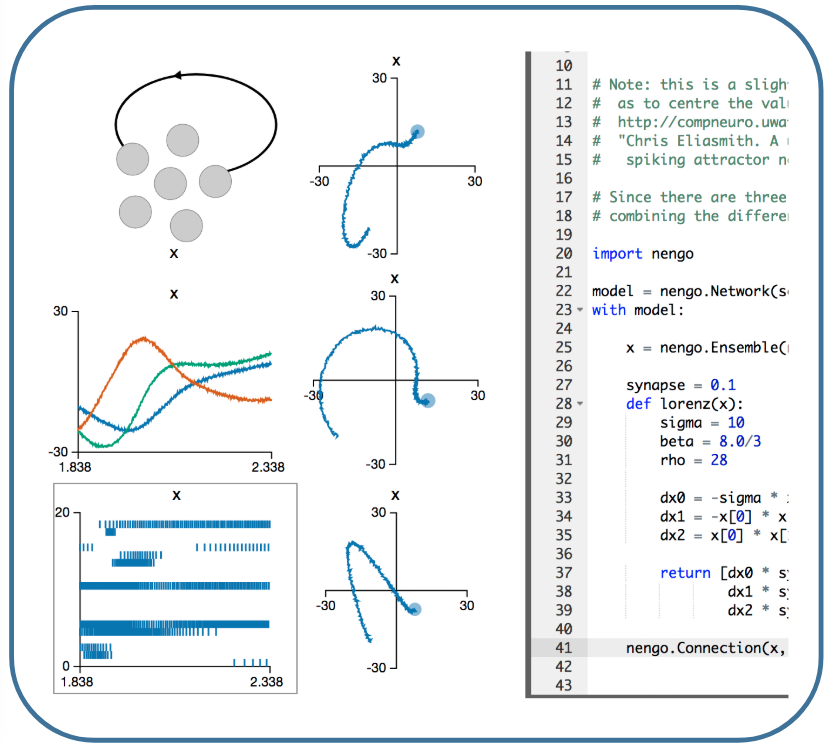 X
X
30
-30
1.838
2.338
X
20
0
1.838
2.338
X
30
-30
30
-30
X
30
-30
30
-30
X
30
-30
30
-30
10
11 # Note: this is a sligh
12 #  as to centre the val
13 #  http://compneuro.uwa
14 #  "Chris Eliasmith. A
15 #   spiking attractor n
16
17 # Since there are three
18 # combining the differe
19
20 import nengo
21
22 model = nengo.Network(s
23 with model:
24
25     x = nengo.Ensemble(
26
27     synapse = 0.1
28     def lorenz(x):
29         sigma = 10
30         beta = 8.0/3
31         rho = 28
32
33         dx0 = -sigma *
34         dx1 = -x[0] * x
35         dx2 = x[0] * x[
36
37         return [dx0 * s
38                 dx1 * s
39                 dx2 * s
40
41     nengo.Connection(x,
42
43